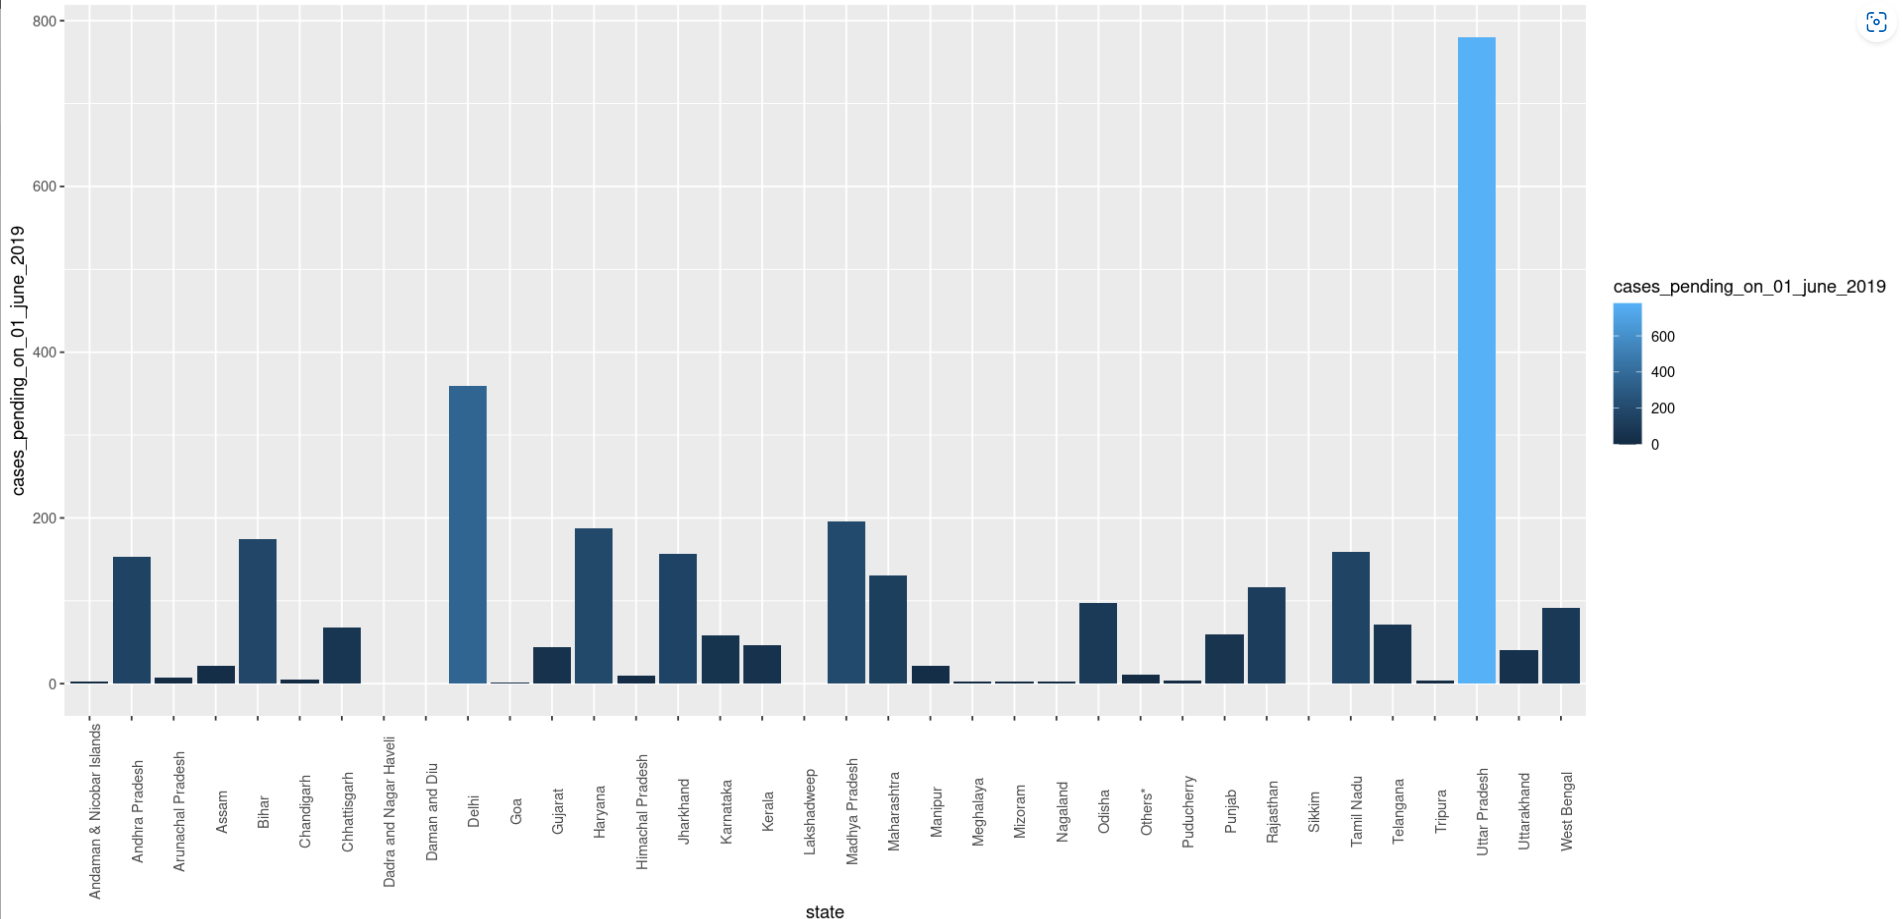 800
600
400
200
0
cases_pending_on_01_june_2019
Andaman & Nicobar Islands
Andhra Pradesh
Arunachal Pradesh
Assam
Bihar
Chandigarh
Chhattisgarh
Dadra and Nagar Haveli
Daman and Diu
Delhi
Goa
Gujarat
Haryana
Himachal Pradesh
Jharkhand
Karnataka
Kerala
Lakshadweep
Madhya Pradesh
Maharashtra
Manipur
Meghalaya
Mizoram
Nagaland
Odisha
Others*
Puducherry
Punjab
Rajasthan
Sikkim
Tamil Nadu
Telangana
Tripura
Uttar Pradesh
Uttarakhand
West Bengal
state
cases_pending_on_01_june_2019
600
400
200
0